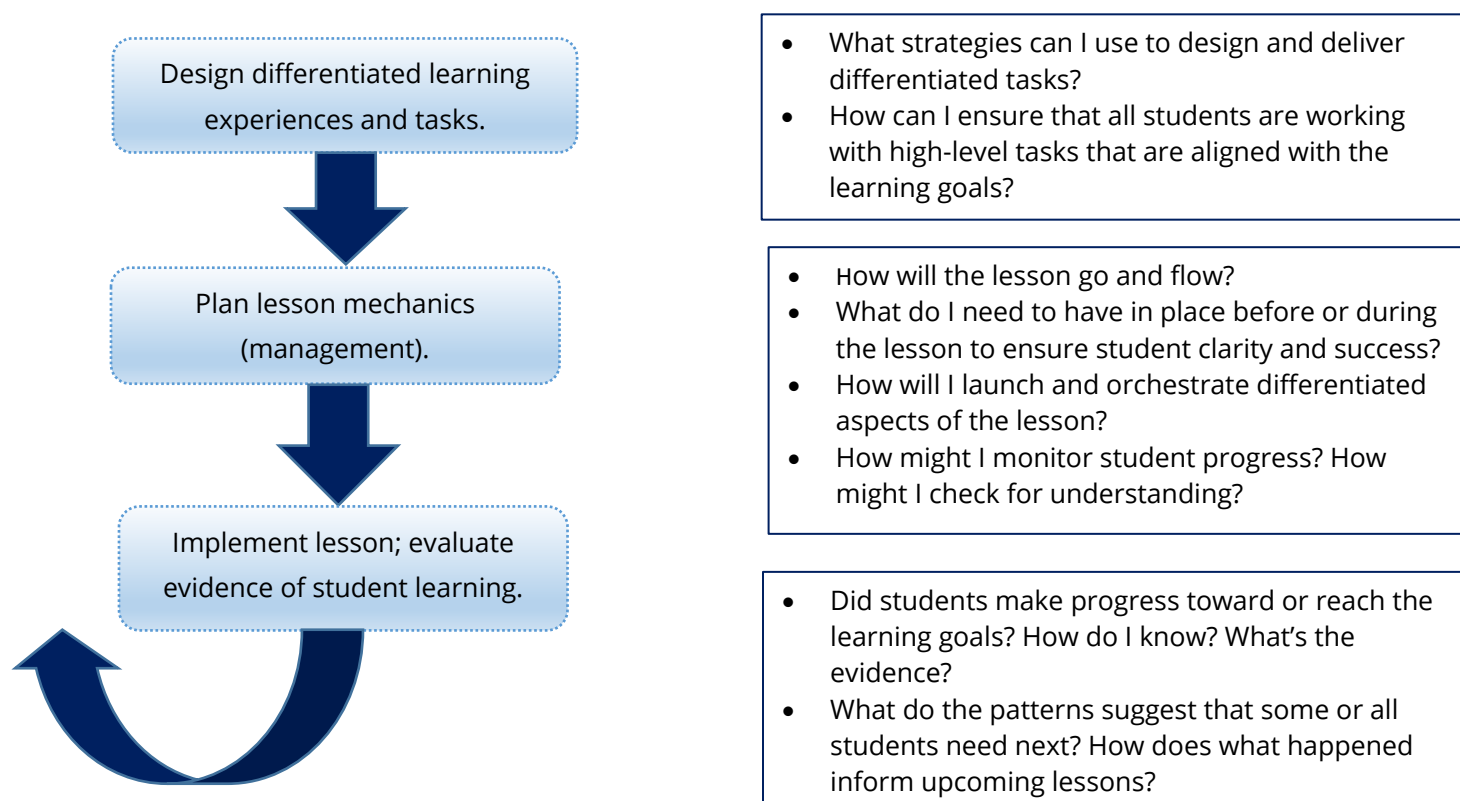 Design differentiated learning
experiences and tasks.
• What strategies can I use to design and deliver
differentiated tasks?
• How can I ensure that all students are working
with high-level tasks that are aligned with the
learning goals?
Plan lesson mechanics
(management).
• How will the lesson go and flow?
• What do I need to have in place before or during
the lesson to ensure student clarity and success?
• How will I launch and orchestrate differentiated
aspects of the lesson?
• How might I monitor student progress? How
might I check for understanding?
Implement lesson; evaluate
evidence of student learning.
• Did students make progress toward or reach the
learning goals? How do I know? What’s the
evidence?
• What do the patterns suggest that some or all
students need next? How does what happened
inform upcoming lessons?